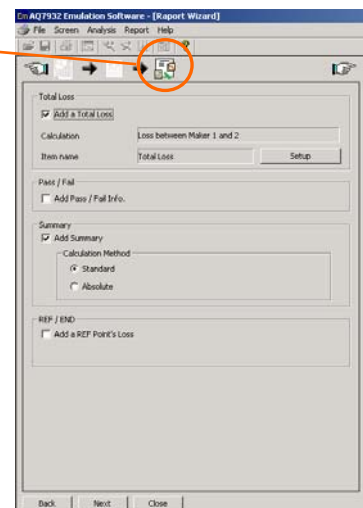 AQ7932 Emulation Software - [Raport Wizard]
File Screen Analysis Report Help
Total Loss
Add a Total Loss
Calculation Loss between Maker 1 and 2
Item name Total Loss Setup
Pass / Fail
Add Pass / Fail Info.
Summary
Add Summary
Calculation Method
Standard
Absolute
REF / END
Add a REF Point's Loss
Back Next Close